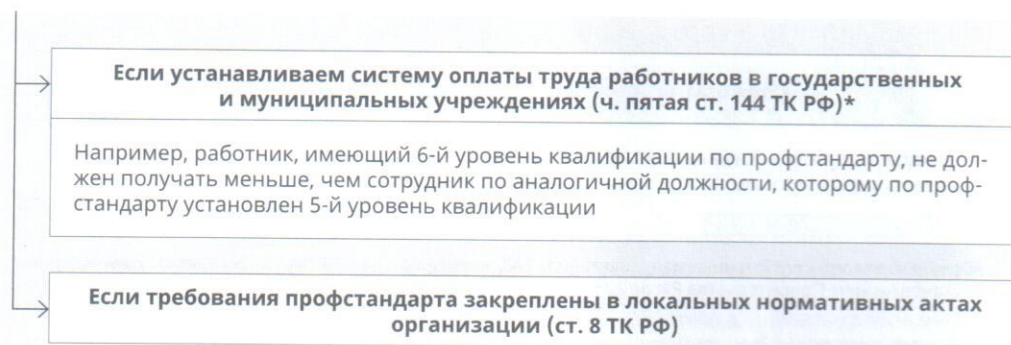 Если устанавливаем систему оплаты труда работников в государственных
и муниципальных учреждениях (ч. пятая ст. 144 ТК РФ)*
Например, работник, имеющий 6-й уровень квалификации по профстандарту, не дол-
жен получать меньше, чем сотрудник по аналогичной должности, которому по проф-
стандарту установлен 5-й уровень квалификации
Если требования профстандарта закреплены в локальных нормативных актах
организации (ст. 8 ТК РФ)